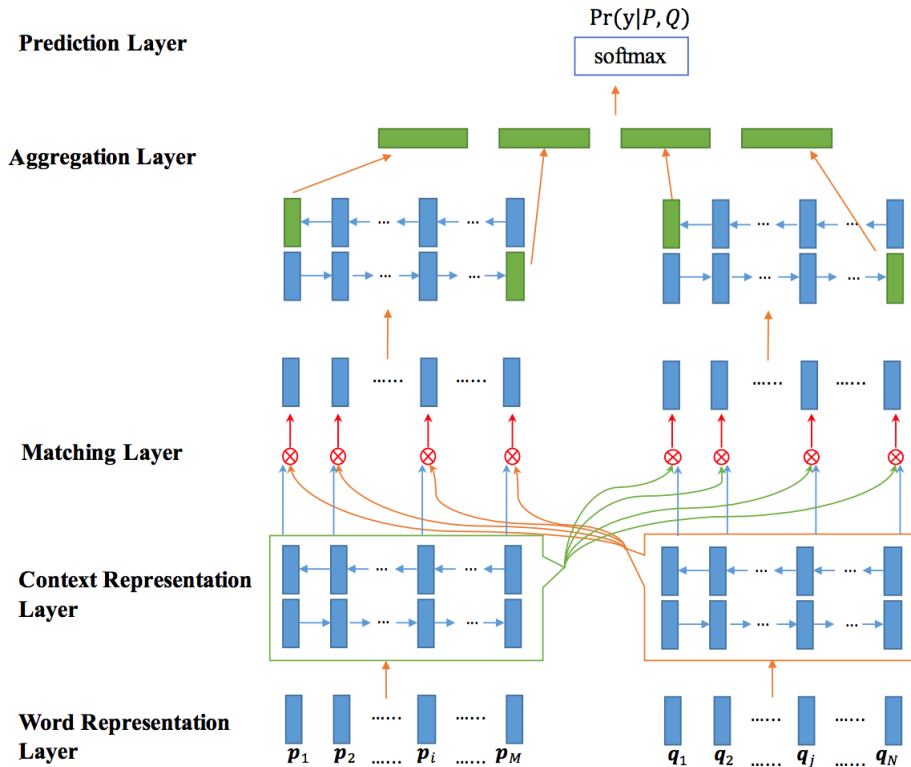 Pr(y|P, Q)
Prediction Layer
softmax
Aggregation Layer
... ... ... ...
... ... ... ...
...... ...... ...... ......
Matching Layer
... ... ... ...
Context Representation
Layer
... ... ... ...
...... ...... ...... ......
Word Representation
Layer
p1 p2 ...... pi ...... pM q1 q2 ...... qj ...... qN